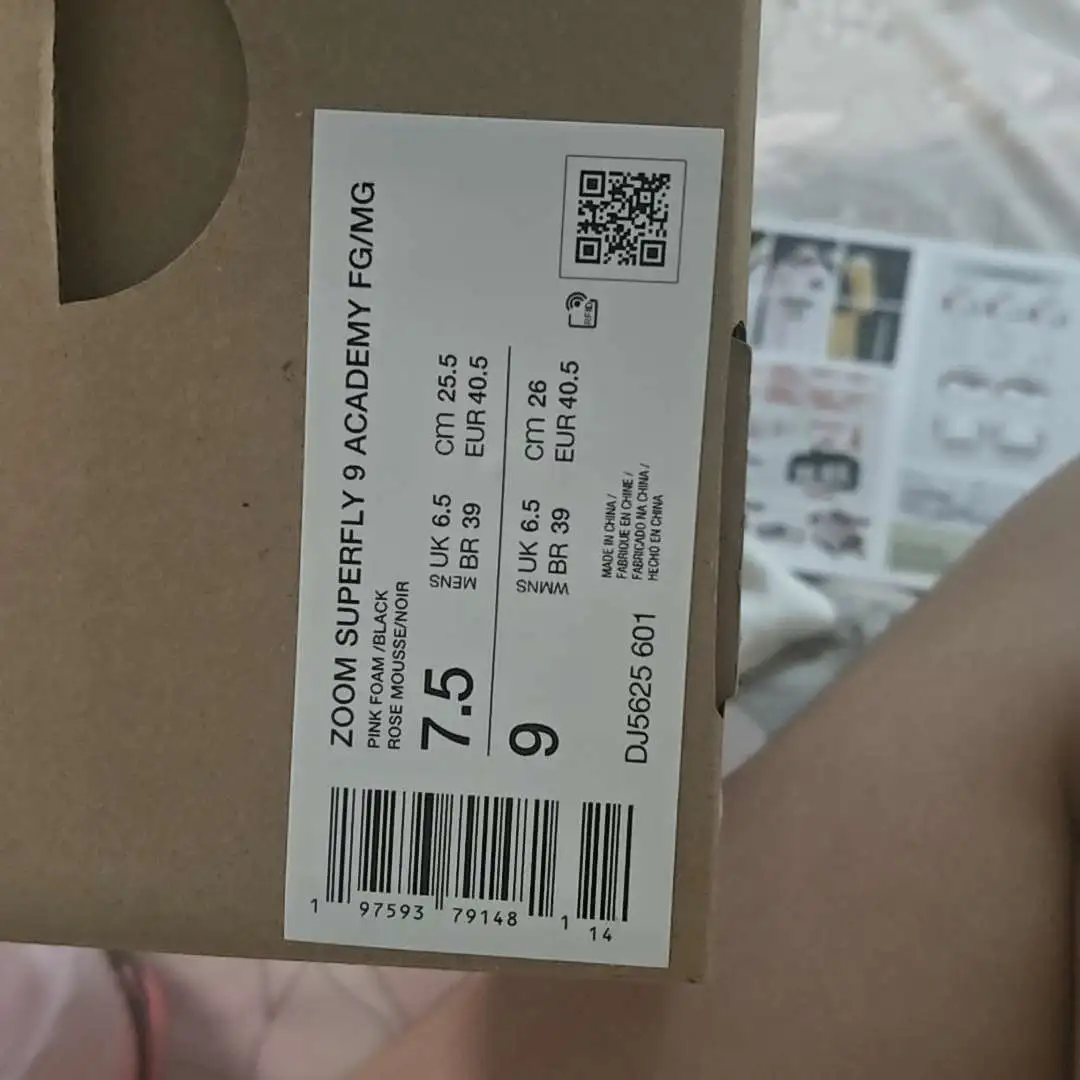 ZOOM SUPERFLY 9 ACADEMY FG/MG
PINK FOAM /BLACK
ROSE MOUSSE/NOIR
7.5
MENS
UK 6.5 cm 25.5
BR 39 EUR 40.5
9
WMNS
UK 6.5 cm 26
BR 39 EUR 40.5
RFID
MADE IN CHINA /
FABRIQUE EN CHINE /
FABRICADO NA CHINA /
HECHO EN CHINA
DJ5625 601
1 97593 79148 1 14